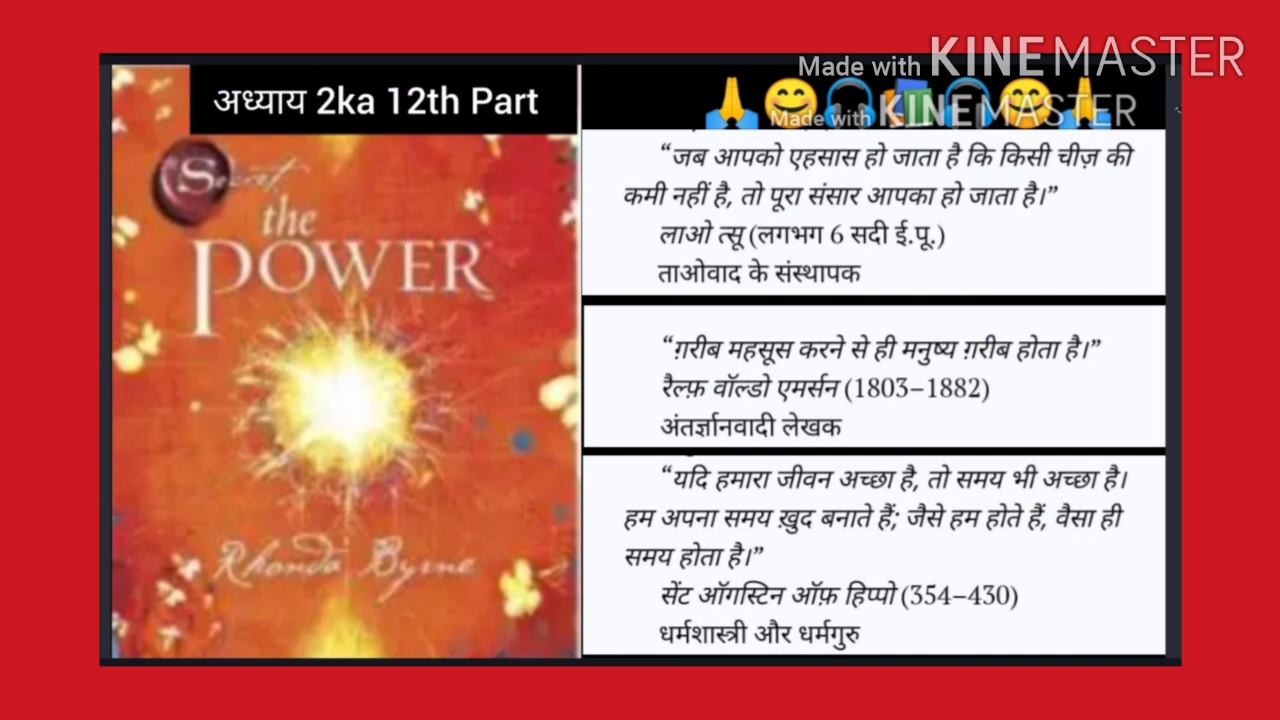 Made with KINEMASTER
अध्याय 2ka 12th Part
Made with KINEMASTER
Secret
the
POWER
Rhonda Byrne
“जब आपको एहसास हो जाता है कि किसी चीज़ की
कमी नहीं है, तो पूरा संसार आपका हो जाता है।”
लाओ त्सू (लगभग 6 सदी ई.पू.)
ताओवाद के संस्थापक
“ग़रीब महसूस करने से ही मनुष्य ग़रीब होता है।”
रैल्फ़ वॉल्डो एमर्सन (1803–1882)
अंतर्ज्ञानवादी लेखक
“यदि हमारा जीवन अच्छा है, तो समय भी अच्छा है।
हम अपना समय ख़ुद बनाते हैं; जैसे हम होते हैं, वैसा ही
समय होता है।”
सेंट ऑगस्टिन ऑफ़ हिप्पो (354–430)
धर्मशास्त्री और धर्मगुरु